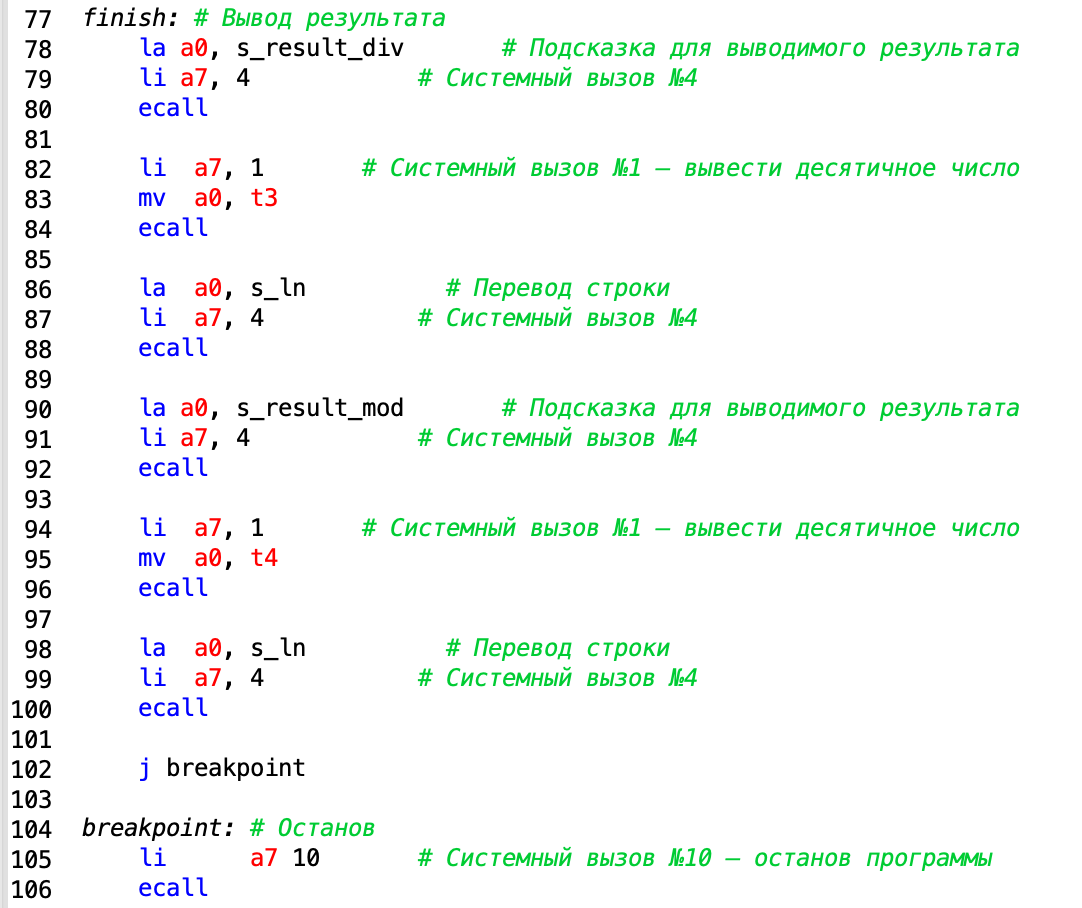 77 finish: # Вывод результата
78 la a0, s_result_div # Подсказка для выводимого результата
79 li a7, 4 # Системный вызов №4
80 ecall
81
82 li a7, 1 # Системный вызов №1 — вывести десятичное число
83 mv a0, t3
84 ecall
85
86 la a0, s_ln # Перевод строки
87 li a7, 4 # Системный вызов №4
88 ecall
89
90 la a0, s_result_mod # Подсказка для выводимого результата
91 li a7, 4 # Системный вызов №4
92 ecall
93
94 li a7, 1 # Системный вызов №1 — вывести десятичное число
95 mv a0, t4
96 ecall
97
98 la a0, s_ln # Перевод строки
99 li a7, 4 # Системный вызов №4
100 ecall
101
102 j breakpoint
103
104 breakpoint: # Останов
105 li a7 10 # Системный вызов №10 — останов программы
106 ecall